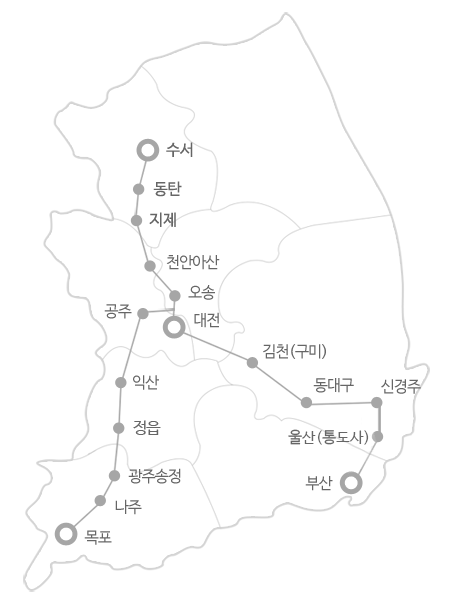 수서
동탄
지제
천안아산
오송
공주
대전
김천(구미)
동대구
신경주
익산
울산(통도사)
정읍
광주송정
부산
나주
목포